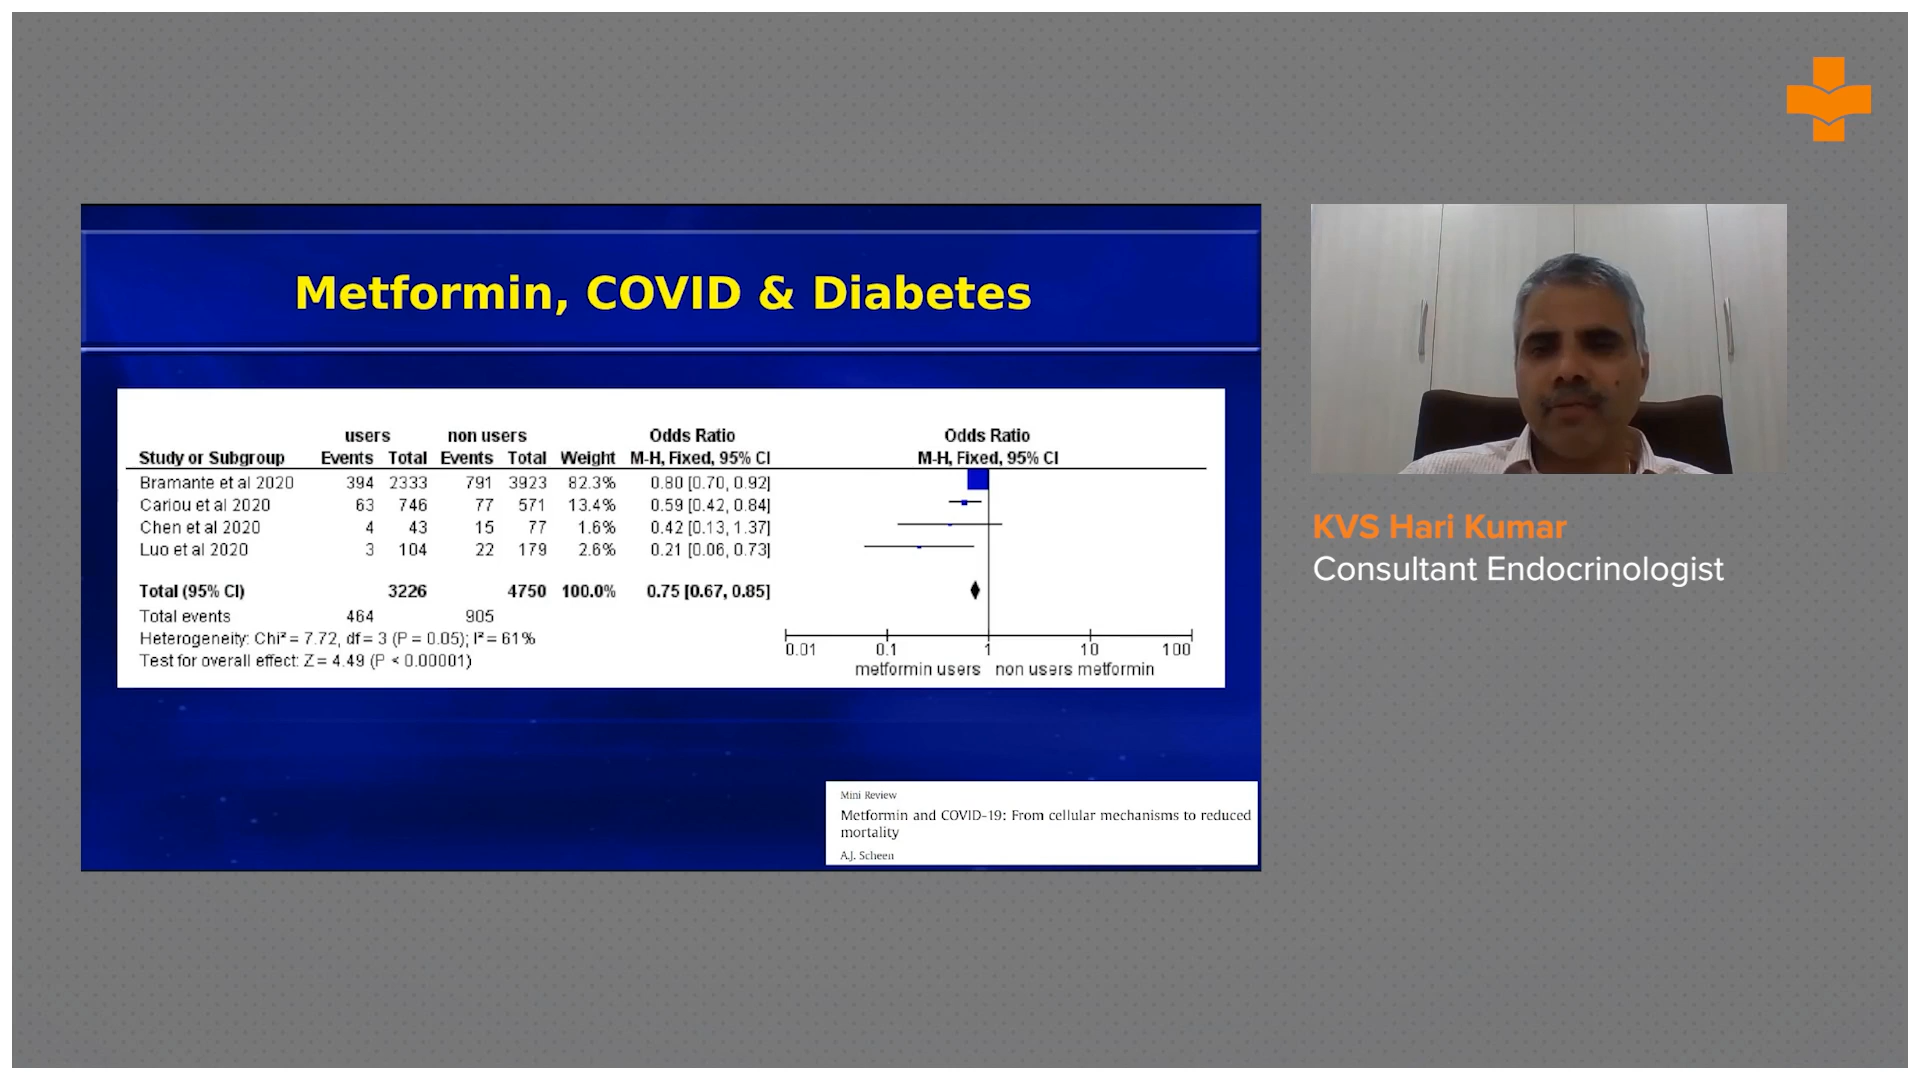 Metformin, COVID & Diabetes
users non users Odds Ratio Odds Ratio
Study or Subgroup Events Total Events Total Weight M-H, Fixed, 95% CI M-H, Fixed, 95% CI
Bramante et al 2020 394 2333 791 3923 82.3% 0.80 [0.70, 0.92]
Cariou et al 2020 63 746 77 571 13.4% 0.59 [0.42, 0.84]
Chen et al 2020 4 43 15 77 1.6% 0.42 [0.13, 1.37]
Luo et al 2020 3 104 22 179 2.6% 0.21 [0.06, 0.73]
Total (95% CI) 3226 4750 100.0% 0.75 [0.67, 0.85]
Total events 464 905
Heterogeneity: Chi² = 7.72, df = 3 (P = 0.05); I² = 61%
Test for overall effect: Z = 4.49 (P < 0.00001)
0.01 0.1 1 10 100
metformin users non users metformin
Mini Review
Metformin and COVID-19: From cellular mechanisms to reduced
mortality
A.J. Scheen
KVS Hari Kumar
Consultant Endocrinologist